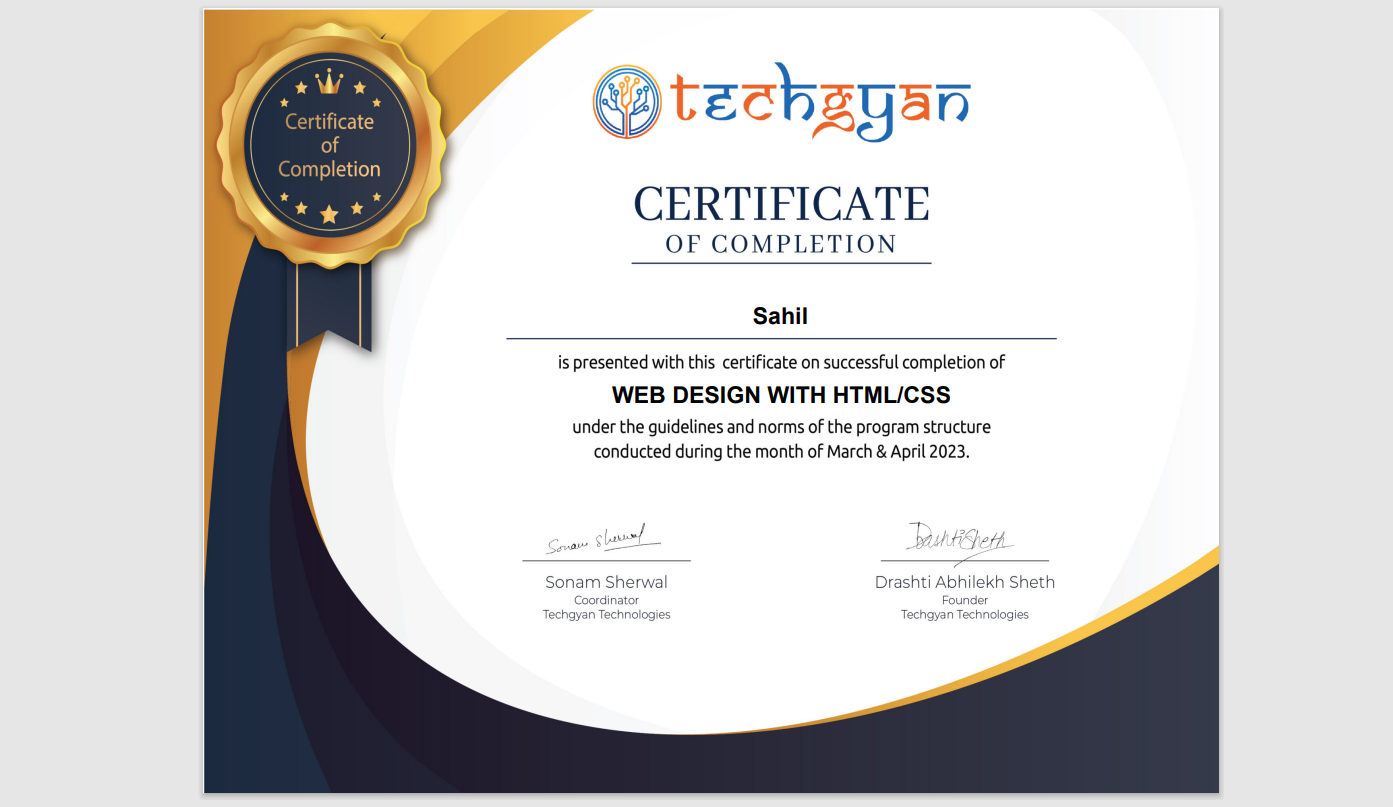 Certificate
of
Completion
techgyan
CERTIFICATE
OF COMPLETION
Sahil
is presented with this certificate on successful completion of
WEB DESIGN WITH HTML/CSS
under the guidelines and norms of the program structure
conducted during the month of March & April 2023.
Sonam Sherwal
DashtiSheth
Sonam Sherwal
Coordinator
Techgyan Technologies
Drashti Abhilekh Sheth
Founder
Techgyan Technologies